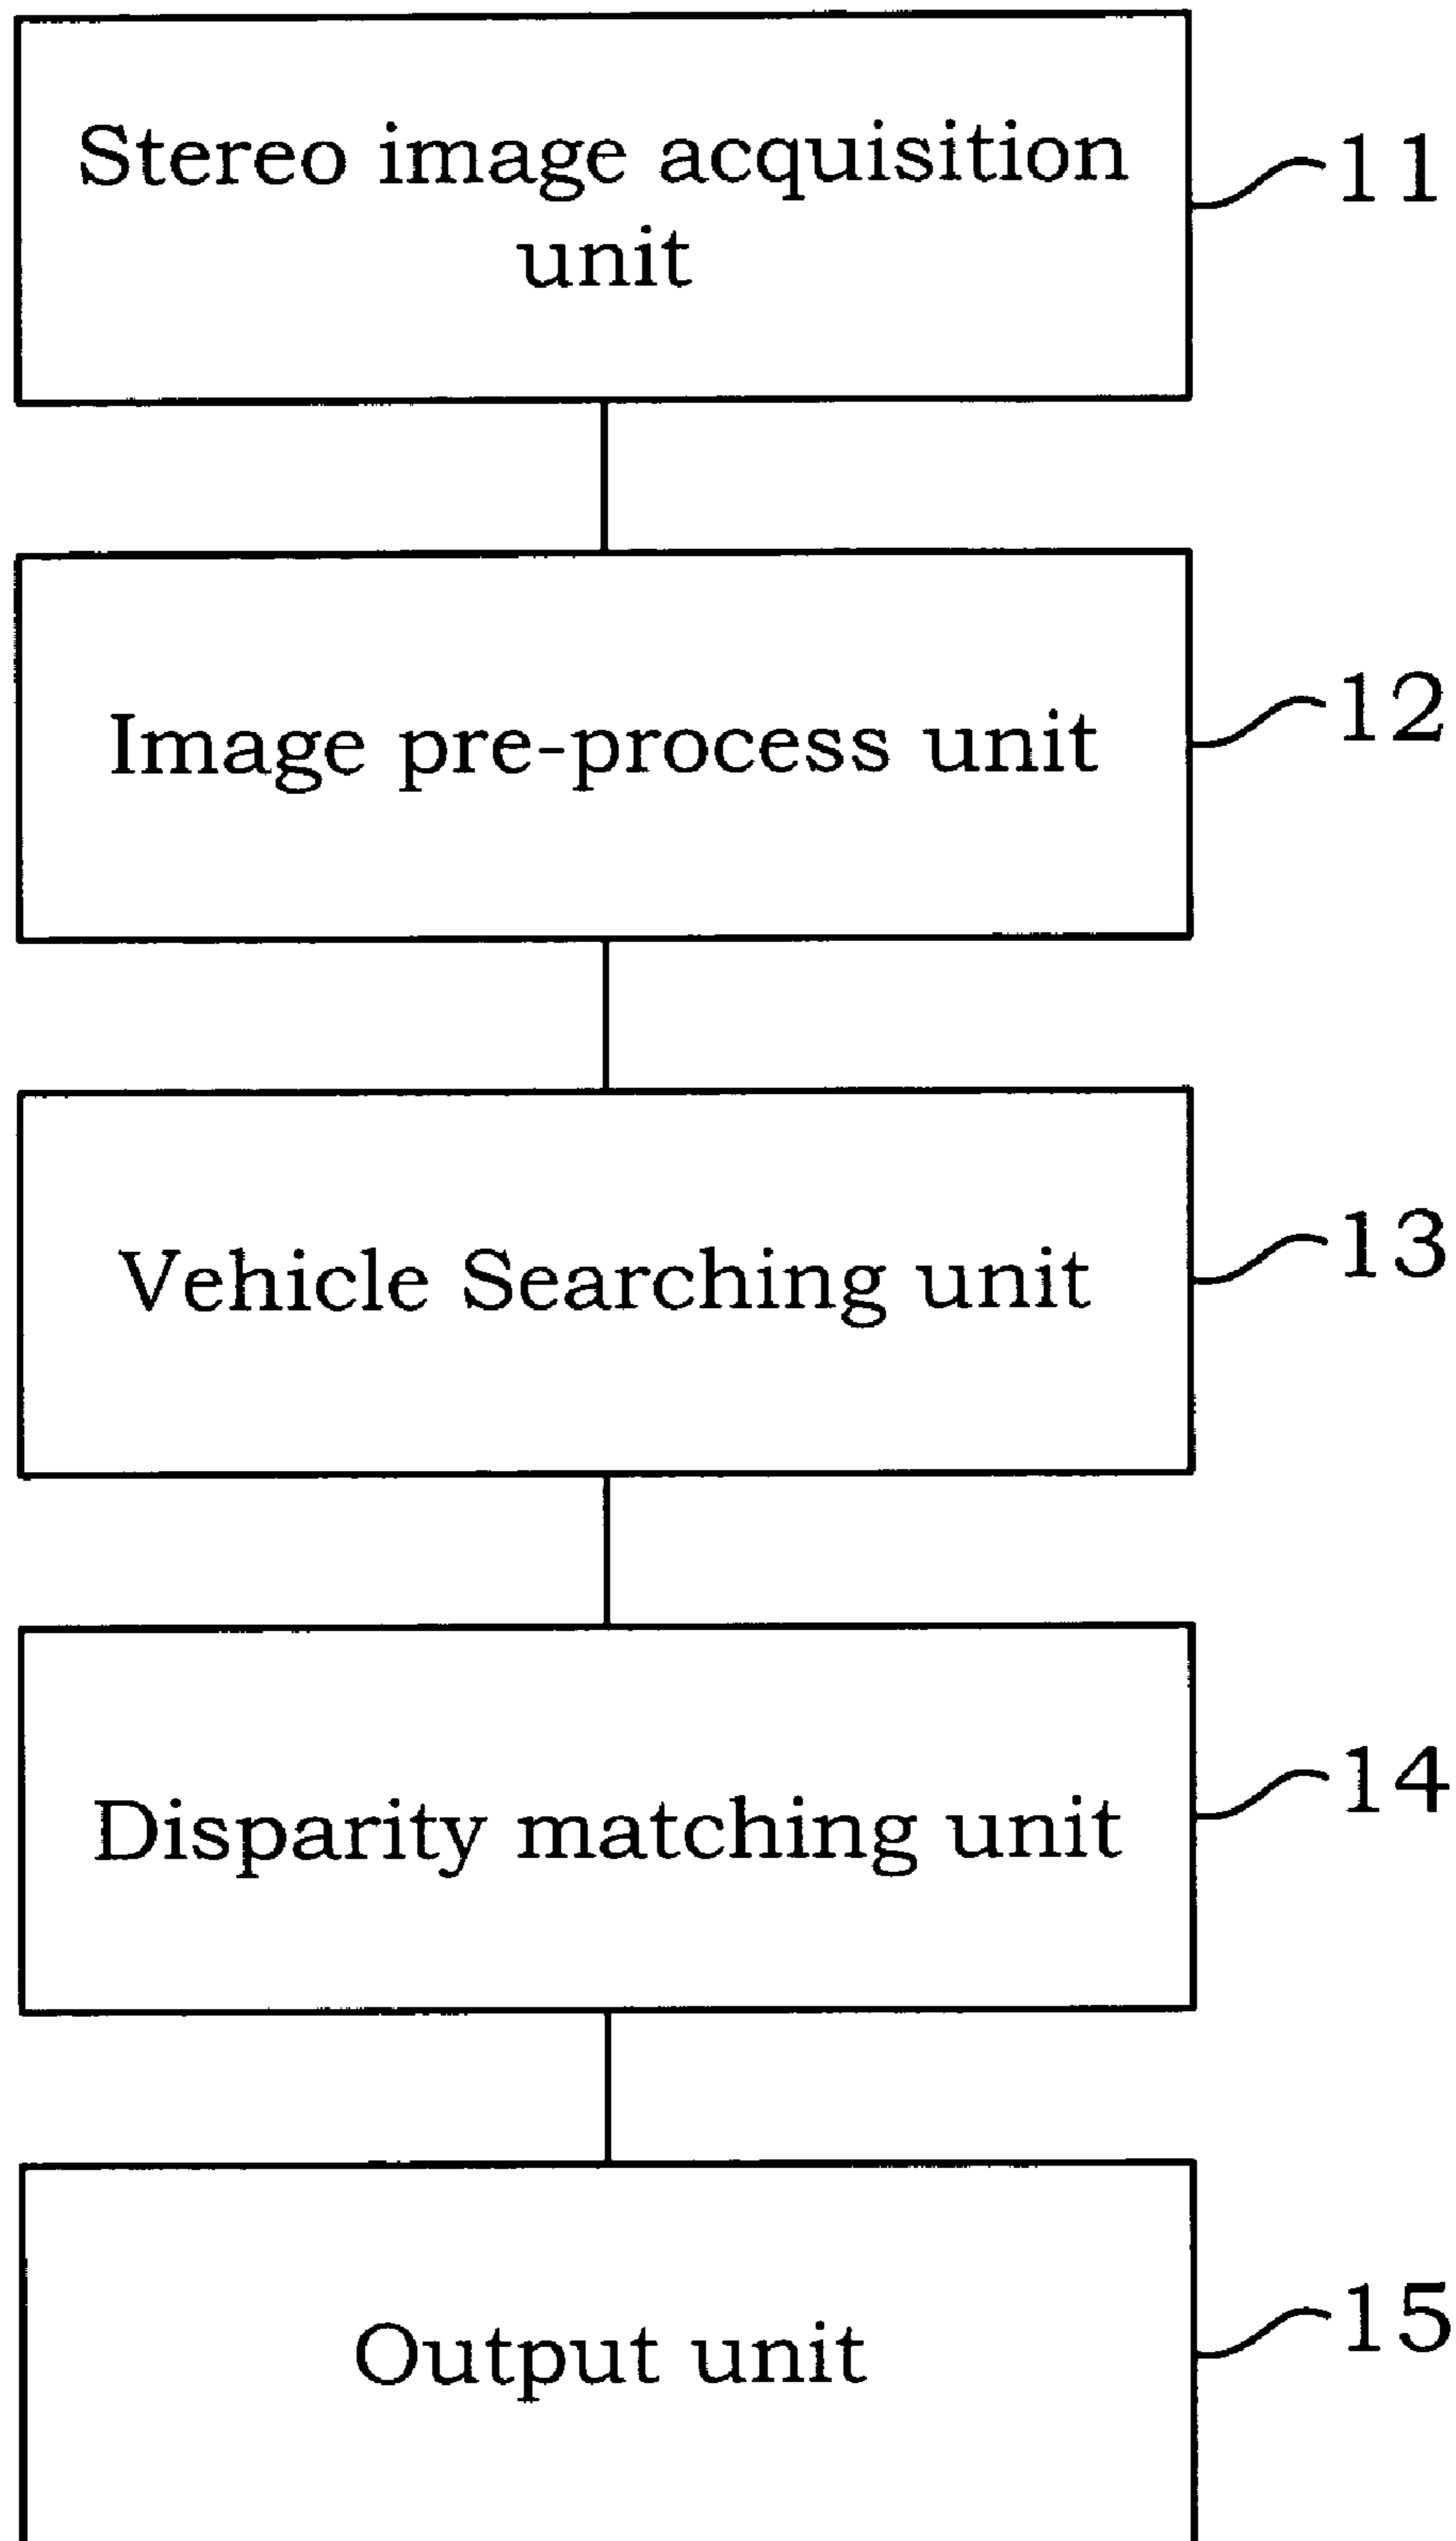 Stereo image acquisition
unit
11
Image pre-process unit
12
Vehicle Searching unit
13
Disparity matching unit
14
Output unit
15